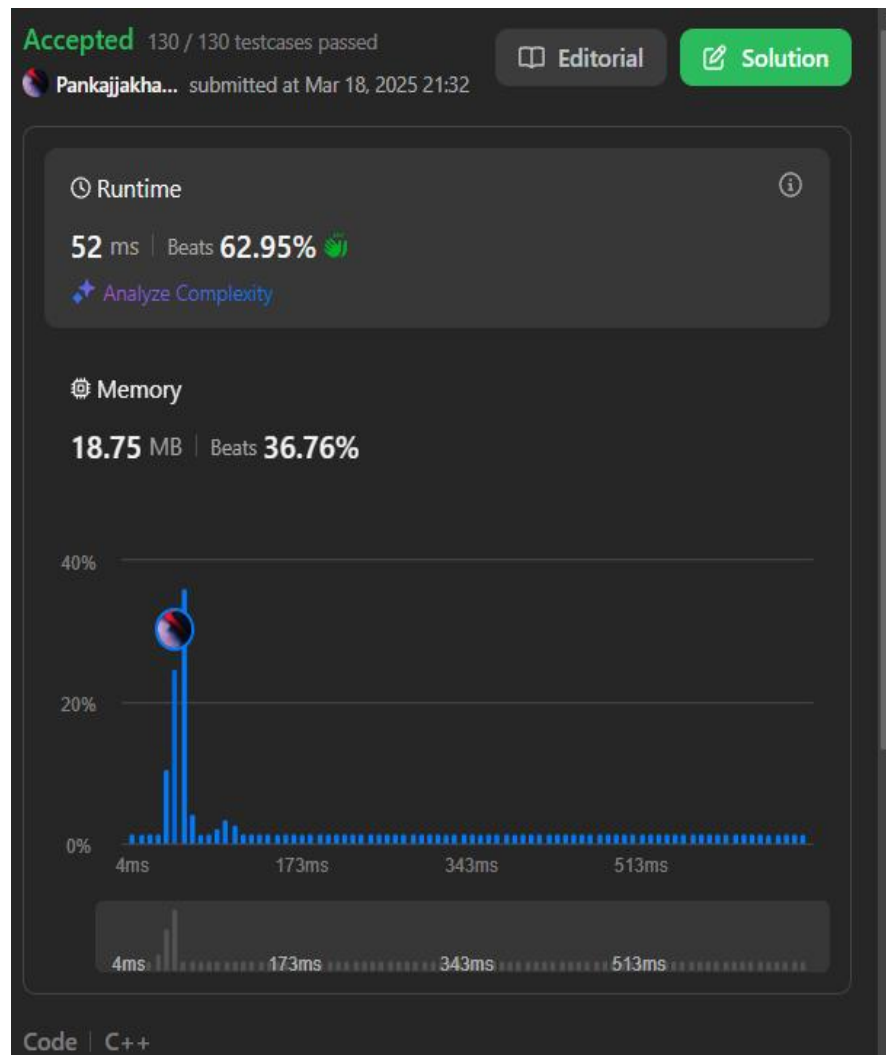 Accepted 130 / 130 testcases passed
Editorial
Solution
Pankajjakha... submitted at Mar 18, 2025 21:32
Runtime
52 ms Beats 62.95%
Analyze Complexity
Memory
18.75 MB Beats 36.76%
40%
20%
0%
4ms 173ms 343ms 513ms
4ms 173ms 343ms 513ms
Code C++